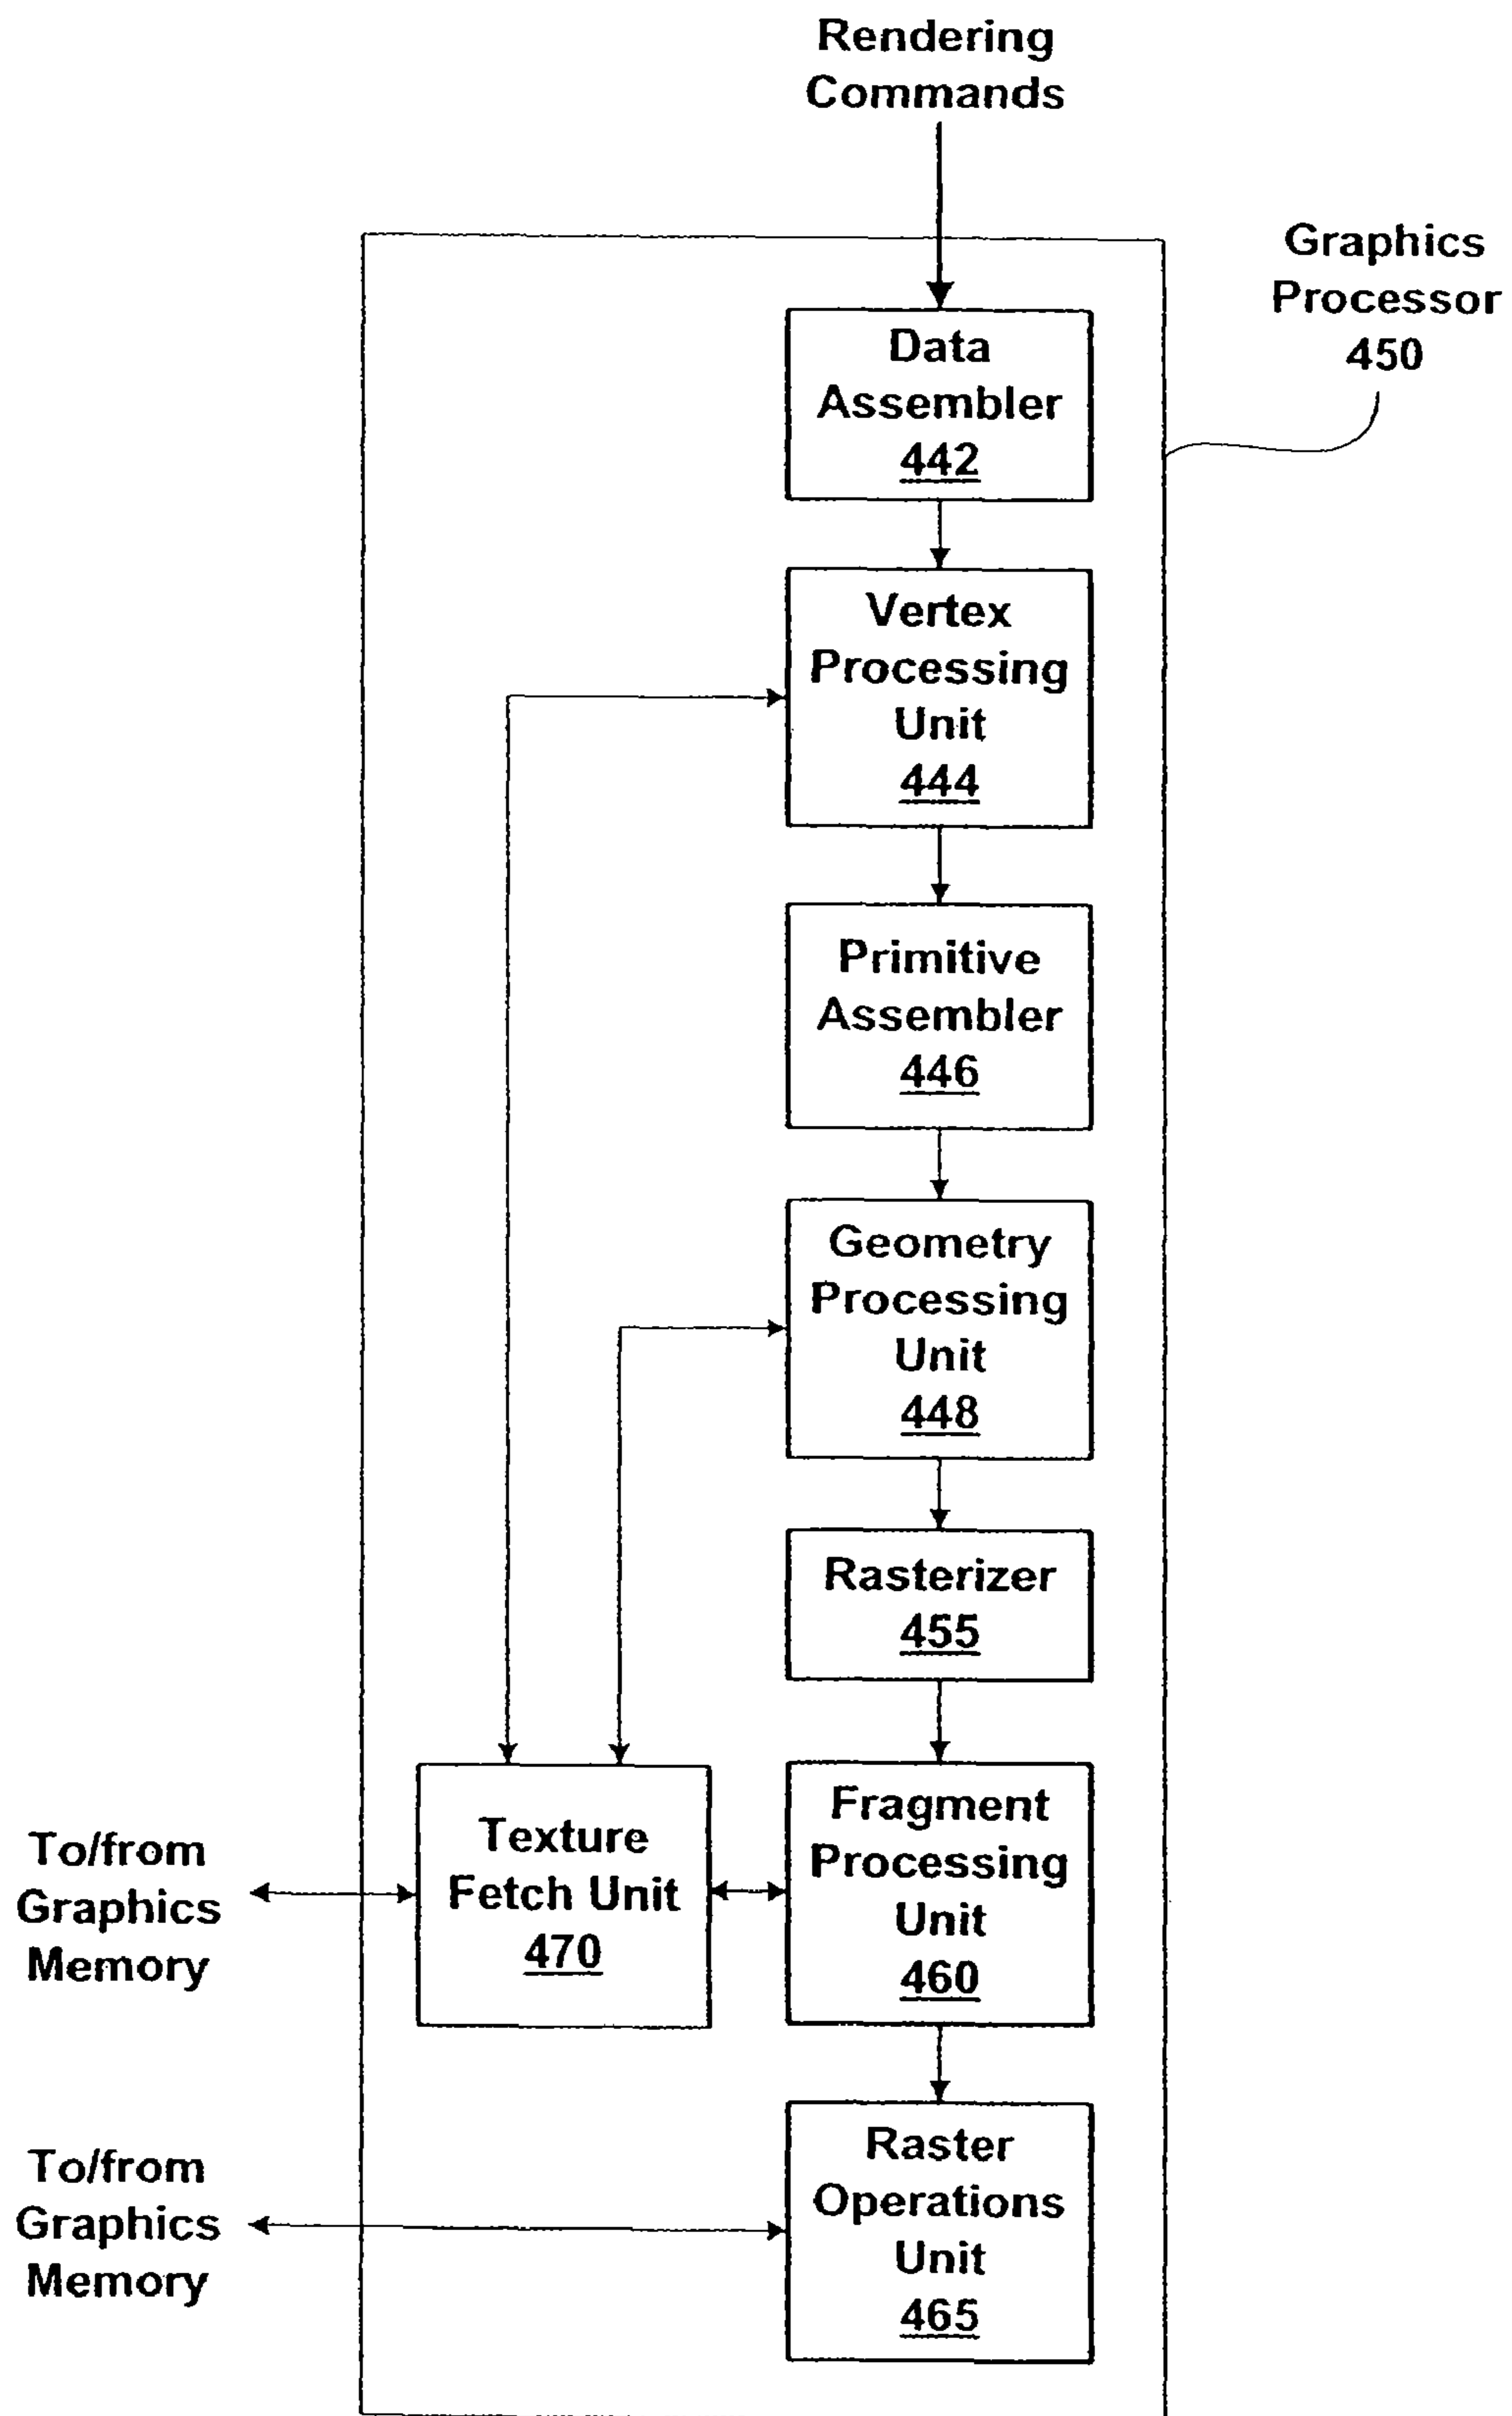 Rendering
Commands
Graphics
Processor
450
Data
Assembler
442
Vertex
Processing
Unit
444
Primitive
Assembler
446
Geometry
Processing
Unit
448
Rasterizer
455
Texture
Fetch Unit
470
Fragment
Processing
Unit
460
To/from
Graphics
Memory
Raster
Operations
Unit
465
To/from
Graphics
Memory